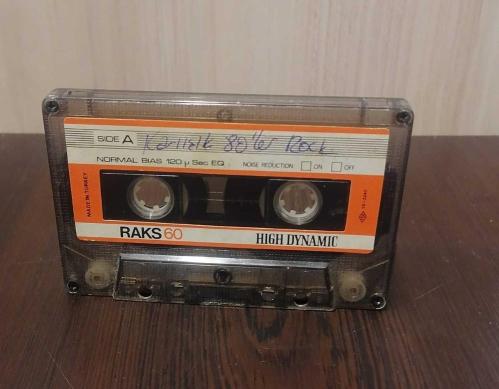 SIDE A Karışık 80'ler Rock
NORMAL BIAS 120 µ Sec EQ NOISE REDUCTION ON OFF
MADE IN TURKEY
RAKS 60 HIGH DYNAMIC